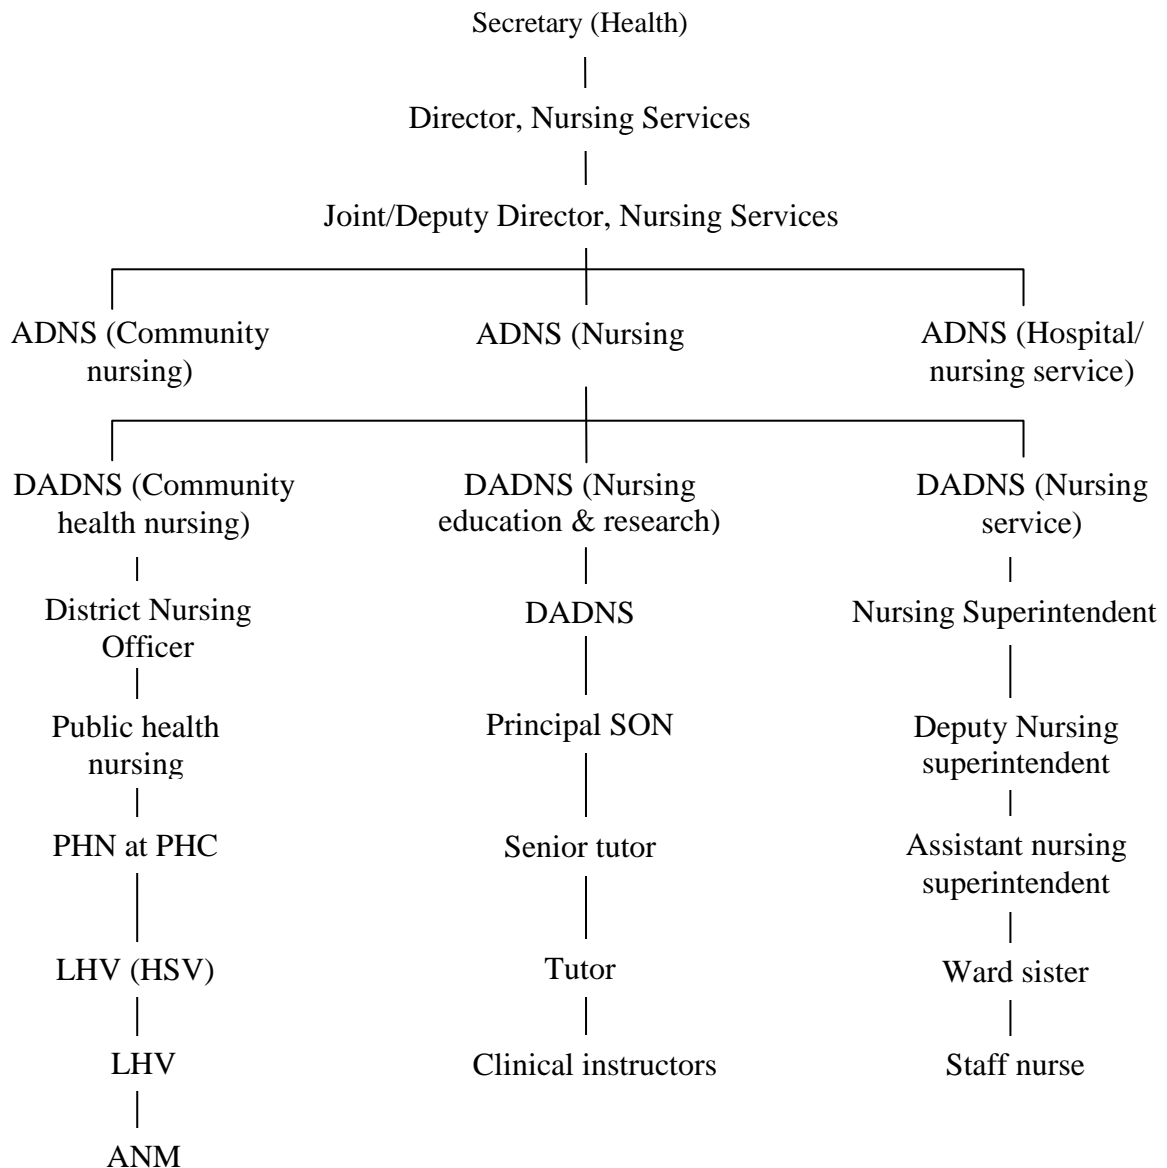 Secretary (Health)
Director, Nursing Services
Joint/Deputy Director, Nursing Services
ADNS (Community
nursing)
ADNS (Nursing
ADNS (Hospital/
nursing service)
DADNS (Community
health nursing)
DADNS (Nursing
education & research)
DADNS (Nursing
service)
District Nursing
Officer
DADNS
Nursing Superintendent
Public health
nursing
Principal SON
Deputy Nursing
superintendent
PHN at PHC
Senior tutor
Assistant nursing
superintendent
LHV (HSV)
Tutor
Ward sister
LHV
Clinical instructors
Staff nurse
ANM